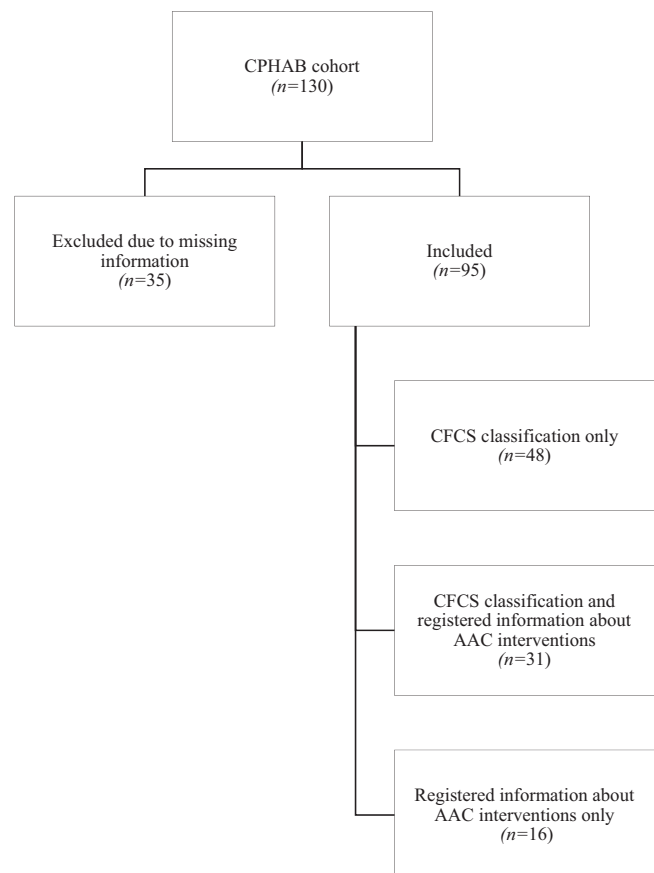 CPHAB cohort
(n=130)
Excluded due to missing
information
(n=35)
Included
(n=95)
CFCS classification only
(n=48)
CFCS classification and
registered information about
AAC interventions
(n=31)
Registered information about
AAC interventions only
(n=16)